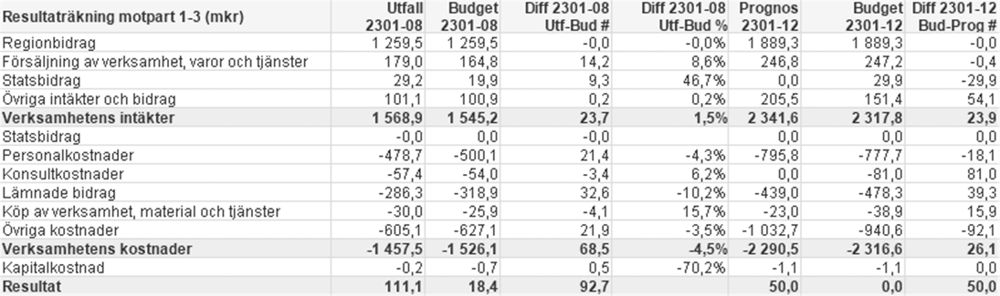 Resultaträkning motpart 1-3 (mkr) Utfall 2301-08 Budget 2301-08 Diff 2301-08 Utf-Bud # Diff 2301-08 Utf-Bud % Prognos 2301-12 Budget 2301-12 Diff 2301-12 Bud-Prog #
Regionbidrag 1 259,5 1 259,5 -0,0 -0,0% 1 889,3 1 889,3 -0,0
Försäljning av verksamhet, varor och tjänster 179,0 164,8 14,2 8,6% 246,8 247,2 -0,4
Statsbidrag 29,2 19,9 9,3 46,7% 0,0 29,9 -29,9
Övriga intäkter och bidrag 101,1 100,9 0,2 0,2% 205,5 151,4 54,1
Verksamhetens intäkter 1 568,9 1 545,2 23,7 1,5% 2 341,6 2 317,8 23,9
Statsbidrag -0,0 0,0 -0,0 0,0 0,0 0,0
Personalkostnader -478,7 -500,1 21,4 -4,3% -795,8 -777,7 -18,1
Konsultkostnader -57,4 -54,0 -3,4 6,2% 0,0 -81,0 81,0
Lämnade bidrag -286,3 -318,9 32,6 -10,2% -439,0 -478,3 39,3
Köp av verksamhet, material och tjänster -30,0 -25,9 -4,1 15,7% -23,0 -38,9 15,9
Övriga kostnader -605,1 -627,1 21,9 -3,5% -1 032,7 -940,6 -92,1
Verksamhetens kostnader -1 457,5 -1 526,1 68,5 -4,5% -2 290,5 -2 316,6 26,1
Kapitalkostnad -0,2 -0,7 0,5 -70,2% -1,1 -1,1 0,0
Resultat 111,1 18,4 92,7 50,0 0,0 50,0